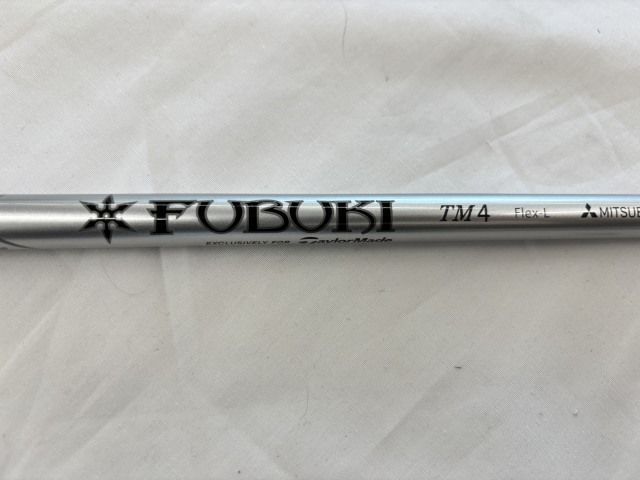 FUBUKI TM4 Flex-L MITSUB
EXCLUSIVELY FOR TaylorMade